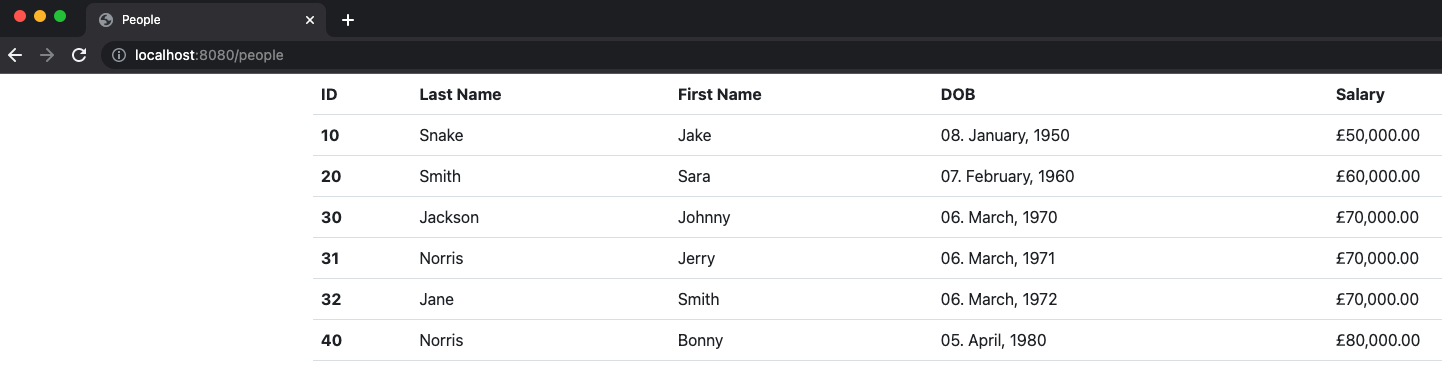 People
localhost:8080/people
ID Last Name First Name DOB Salary
10 Snake Jake 08. January, 1950 £50,000.00
20 Smith Sara 07. February, 1960 £60,000.00
30 Jackson Johnny 06. March, 1970 £70,000.00
31 Norris Jerry 06. March, 1971 £70,000.00
32 Jane Smith 06. March, 1972 £70,000.00
40 Norris Bonny 05. April, 1980 £80,000.00